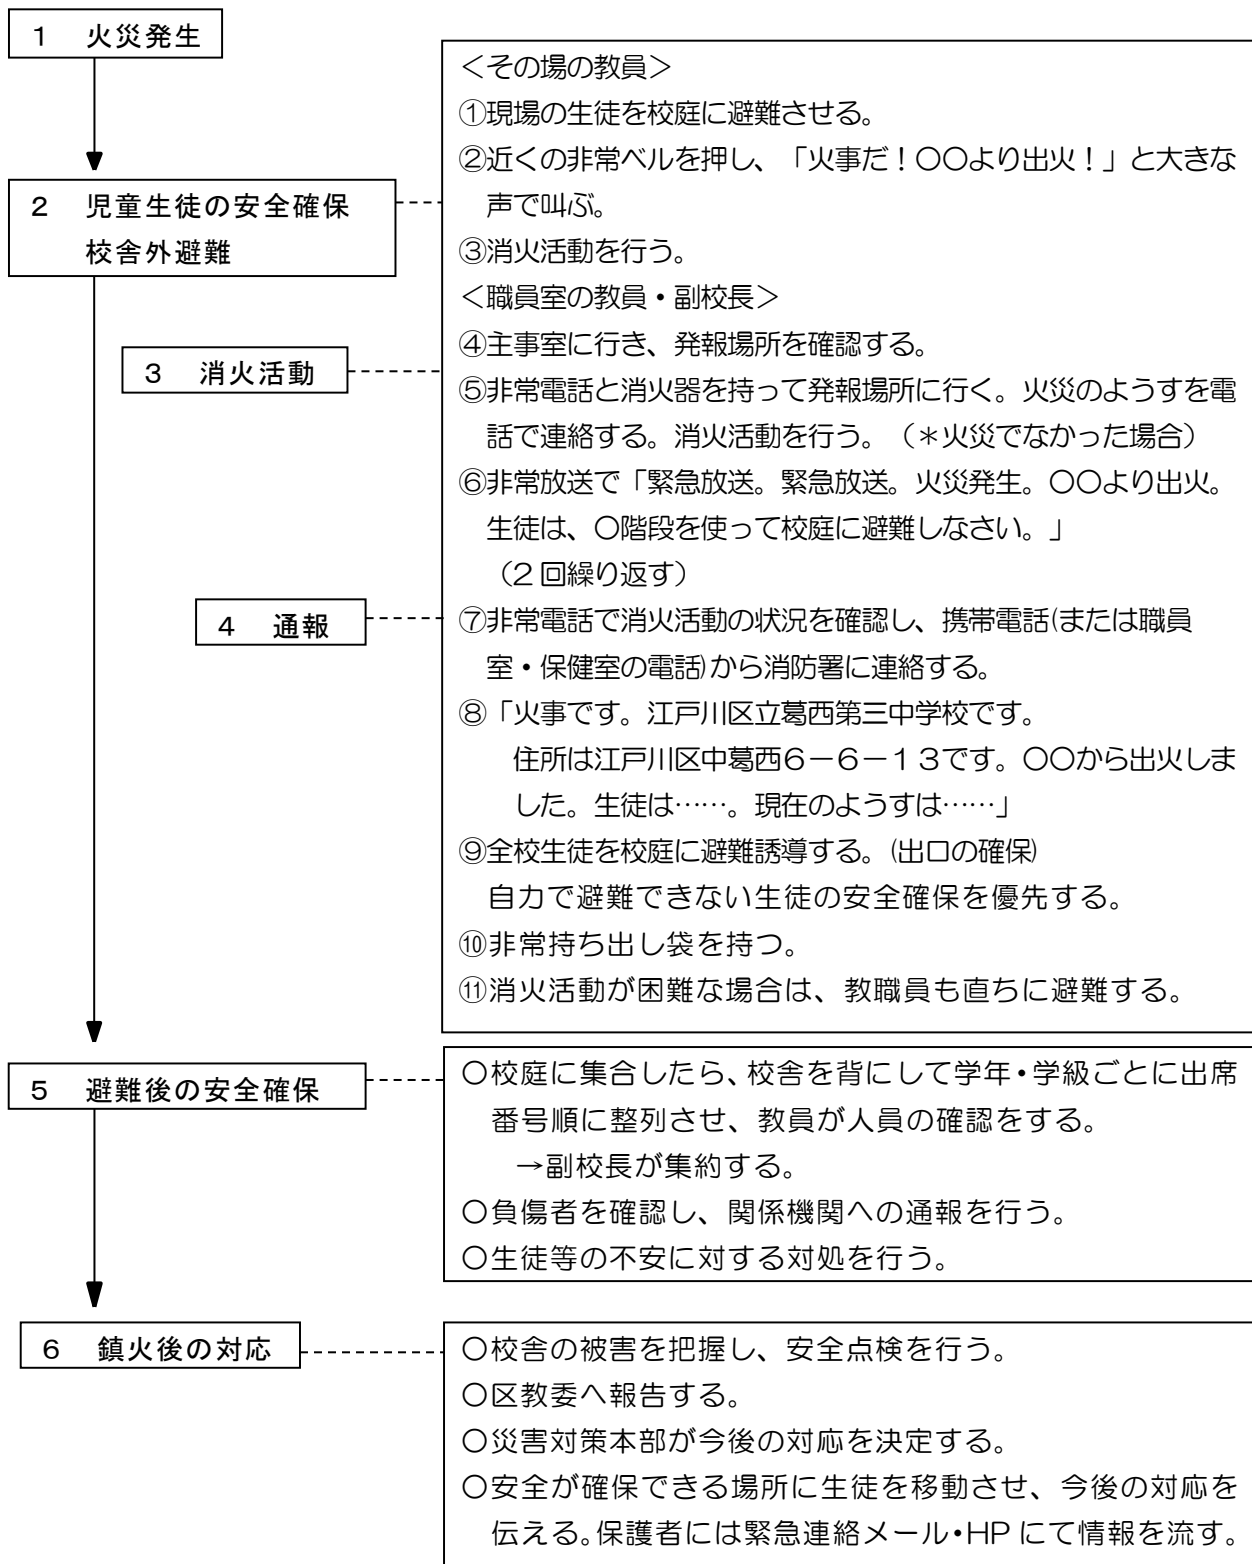 １　火災発生
２　児童生徒の安全確保
校舎外避難
３　消火活動
４　通報
＜その場の教員＞
①現場の生徒を校庭に避難させる。
②近くの非常ベルを押し、「火事だ！〇〇より出火！」と大きな
声で叫ぶ。
③消火活動を行う。
＜職員室の教員・副校長＞
④主事室に行き、発報場所を確認する。
⑤非常電話と消火器を持って発報場所に行く。火災のようすを電
話で連絡する。消火活動を行う。（＊火災でなかった場合）
⑥非常放送で「緊急放送。緊急放送。火災発生。〇〇より出火。
生徒は、〇階段を使って校庭に避難しなさい。」
（2 回繰り返す）
⑦非常電話で消火活動の状況を確認し、携帯電話(または職員
室・保健室の電話)から消防署に連絡する。
⑧「火事です。江戸川区立葛西第三中学校です。
住所は江戸川区中葛西６－６－１３です。〇〇から出火しま
した。生徒は……。現在のようすは……」
⑨全校生徒を校庭に避難誘導する。(出口の確保)
自力で避難できない生徒の安全確保を優先する。
⑩非常持ち出し袋を持つ。
⑪消火活動が困難な場合は、教職員も直ちに避難する。
５　避難後の安全確保
〇校庭に集合したら、校舎を背にして学年・学級ごとに出席
番号順に整列させ、教員が人員の確認をする。
→副校長が集約する。
〇負傷者を確認し、関係機関への通報を行う。
〇生徒等の不安に対する対処を行う。
６　鎮火後の対応
〇校舎の被害を把握し、安全点検を行う。
〇区教委へ報告する。
〇災害対策本部が今後の対応を決定する。
〇安全が確保できる場所に生徒を移動させ、今後の対応を
伝える。保護者には緊急連絡メール・HP にて情報を流す。